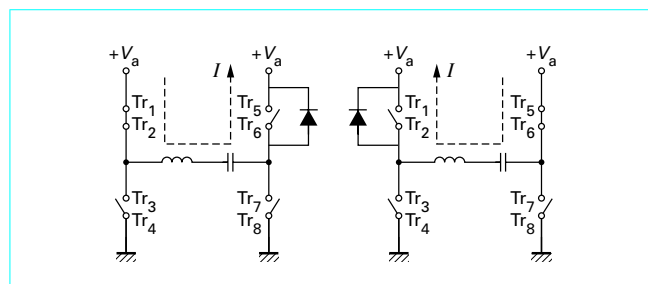 +Vₐ +Vₐ +Vₐ +Vₐ
I I
Tr₁ Tr₅ Tr₁ Tr₅
Tr₂ Tr₆ Tr₂ Tr₆
Tr₃ Tr₇ Tr₃ Tr₇
Tr₄ Tr₈ Tr₄ Tr₈